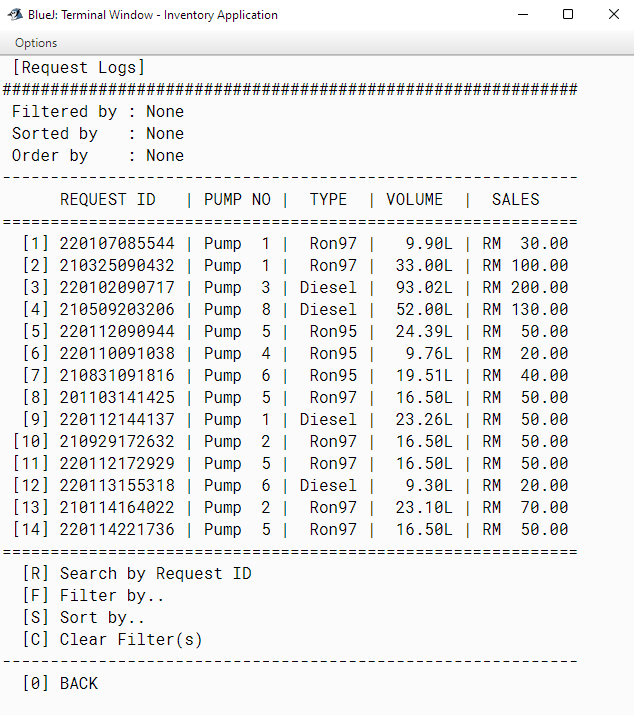 BlueJ: Terminal Window - Inventory Application
Options
[Request Logs]
############################################################
Filtered by : None
Sorted by   : None
Order by    : None
------------------------------------------------------------
      REQUEST ID   | PUMP NO |  TYPE  | VOLUME  |  SALES
============================================================
  [1] 220107085544 | Pump  1 |  Ron97 |   9.90L | RM  30.00
  [2] 210325090432 | Pump  1 |  Ron97 |  33.00L | RM 100.00
  [3] 220102090717 | Pump  3 | Diesel |  93.02L | RM 200.00
  [4] 210509203206 | Pump  8 | Diesel |  52.00L | RM 130.00
  [5] 220112090944 | Pump  5 |  Ron95 |  24.39L | RM  50.00
  [6] 220110091038 | Pump  4 |  Ron95 |   9.76L | RM  20.00
  [7] 210831091816 | Pump  6 |  Ron95 |  19.51L | RM  40.00
  [8] 201103141425 | Pump  5 |  Ron97 |  16.50L | RM  50.00
  [9] 220112144137 | Pump  1 | Diesel |  23.26L | RM  50.00
 [10] 210929172632 | Pump  2 |  Ron97 |  16.50L | RM  50.00
 [11] 220112172929 | Pump  5 |  Ron97 |  16.50L | RM  50.00
 [12] 220113155318 | Pump  6 | Diesel |   9.30L | RM  20.00
 [13] 210114164022 | Pump  2 |  Ron97 |  23.10L | RM  70.00
 [14] 220114221736 | Pump  5 |  Ron97 |  16.50L | RM  50.00
============================================================
  [R] Search by Request ID
  [F] Filter by..
  [S] Sort by..
  [C] Clear Filter(s)
------------------------------------------------------------
  [0] BACK